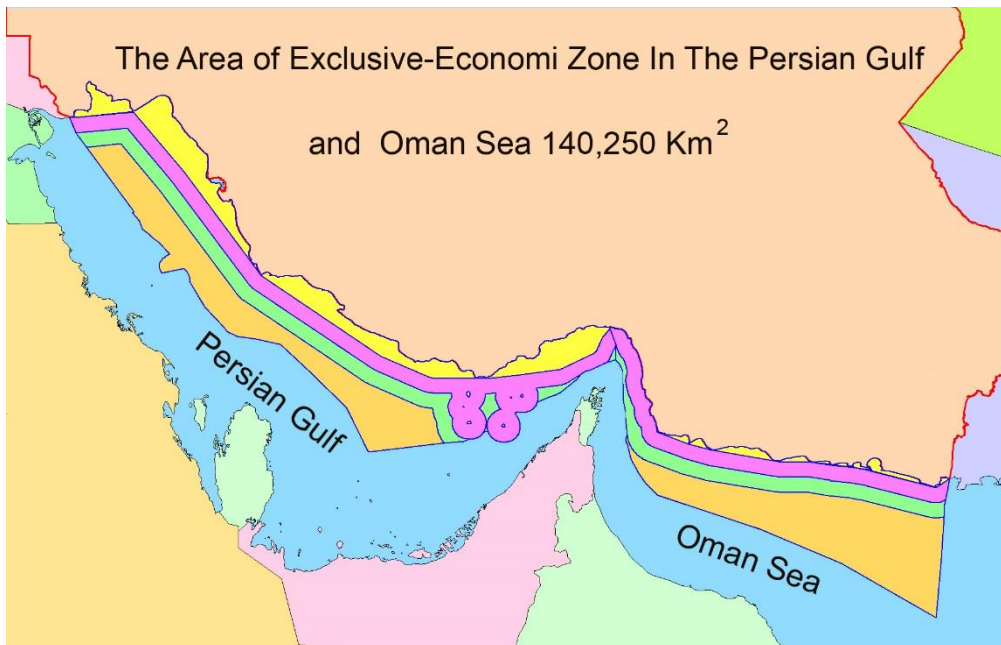 The Area of Exclusive-Economi Zone In The Persian Gulf
and Oman Sea 140,250 Km²
Persian Gulf
Oman Sea